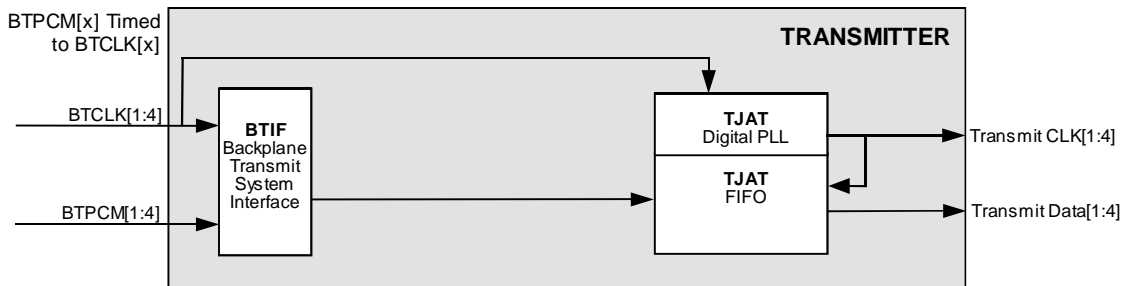 BTPCM[x] Timed
to BTCLK[x]
TRANSMITTER
BTCLK[1:4]
BTIF
Backplane
Transmit
System
Interface
BTPCM[1:4]
TJAT
Digital PLL
TJAT
FIFO
Transmit CLK[1:4]
Transmit Data[1:4]